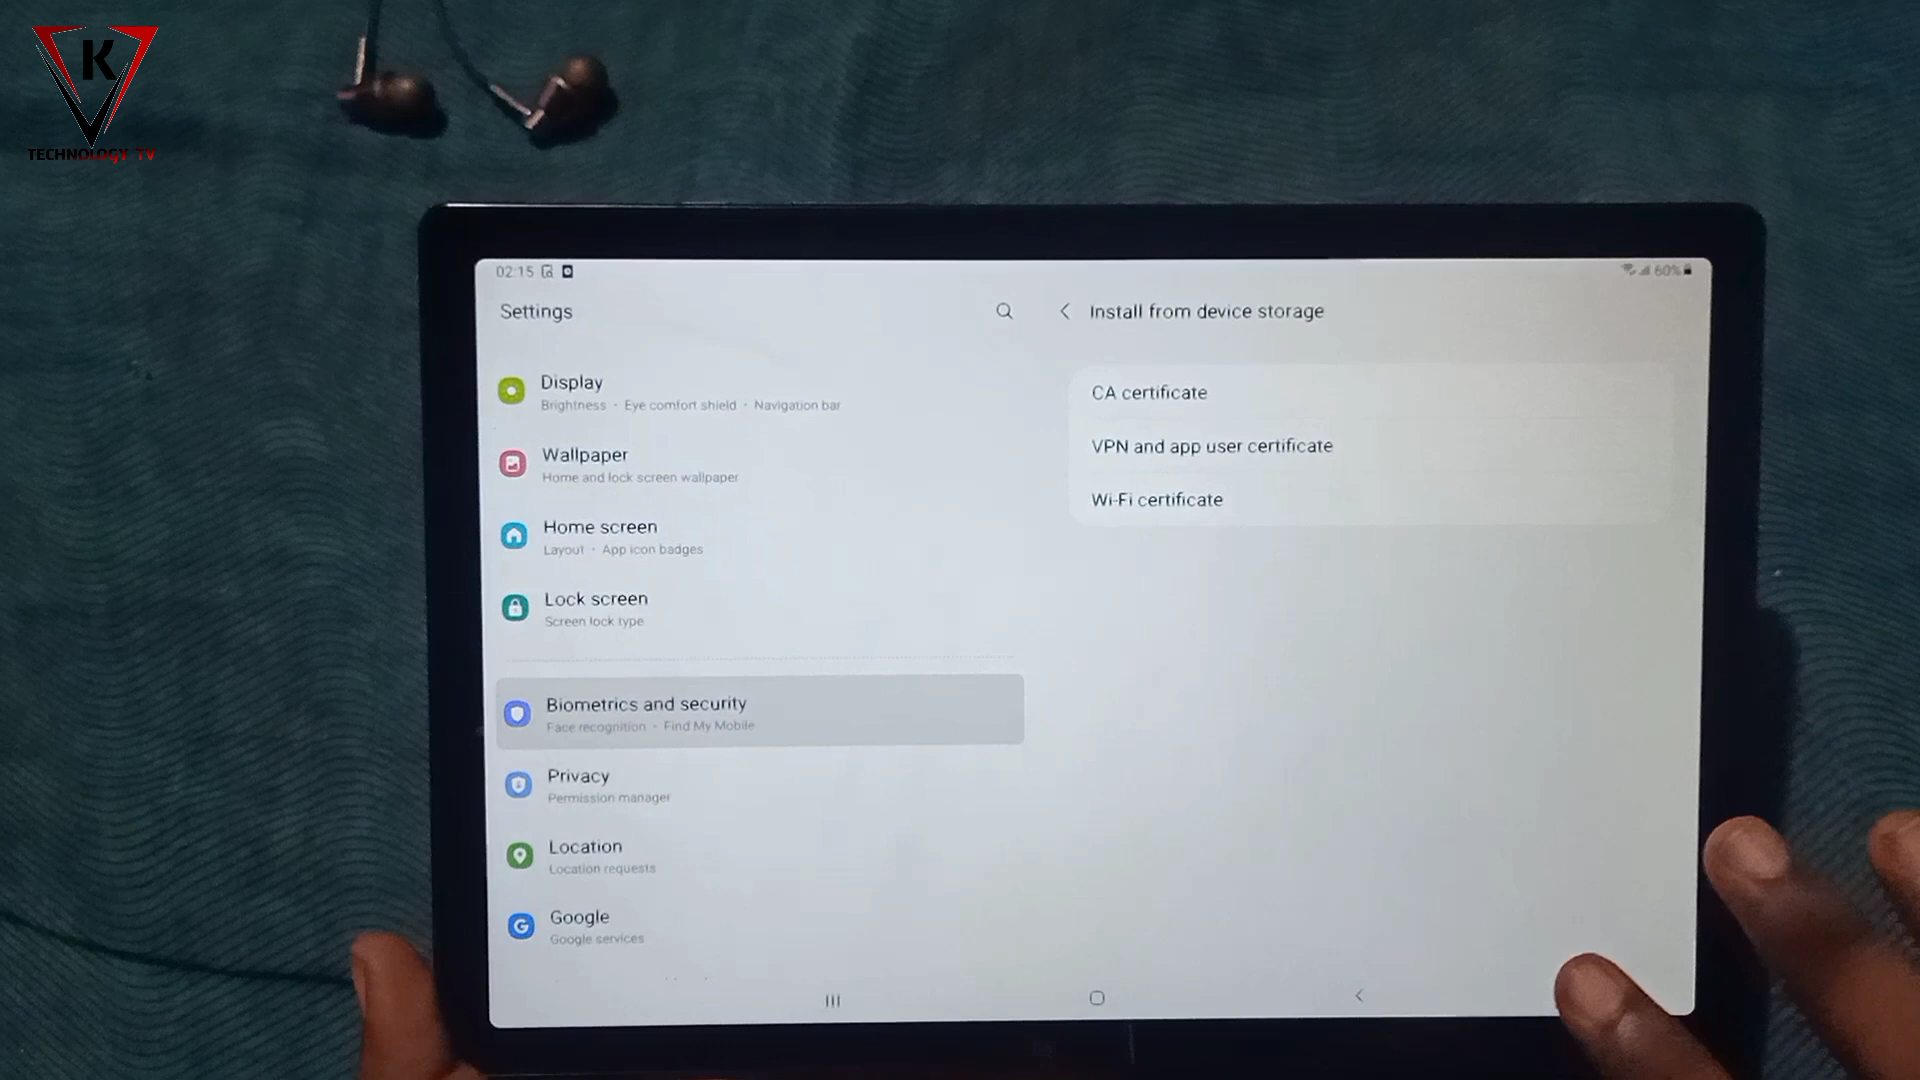 K
TECHNOLOGY TV
02:15
60%
Settings
Install from device storage
Display
Brightness • Eye comfort shield • Navigation bar
Wallpaper
Home and lock screen wallpaper
Home screen
Layout • App icon badges
Lock screen
Screen lock type
Biometrics and security
Face recognition • Find My Mobile
Privacy
Permission manager
Location
Location requests
G
Google
Google services
CA certificate
VPN and app user certificate
Wi-Fi certificate